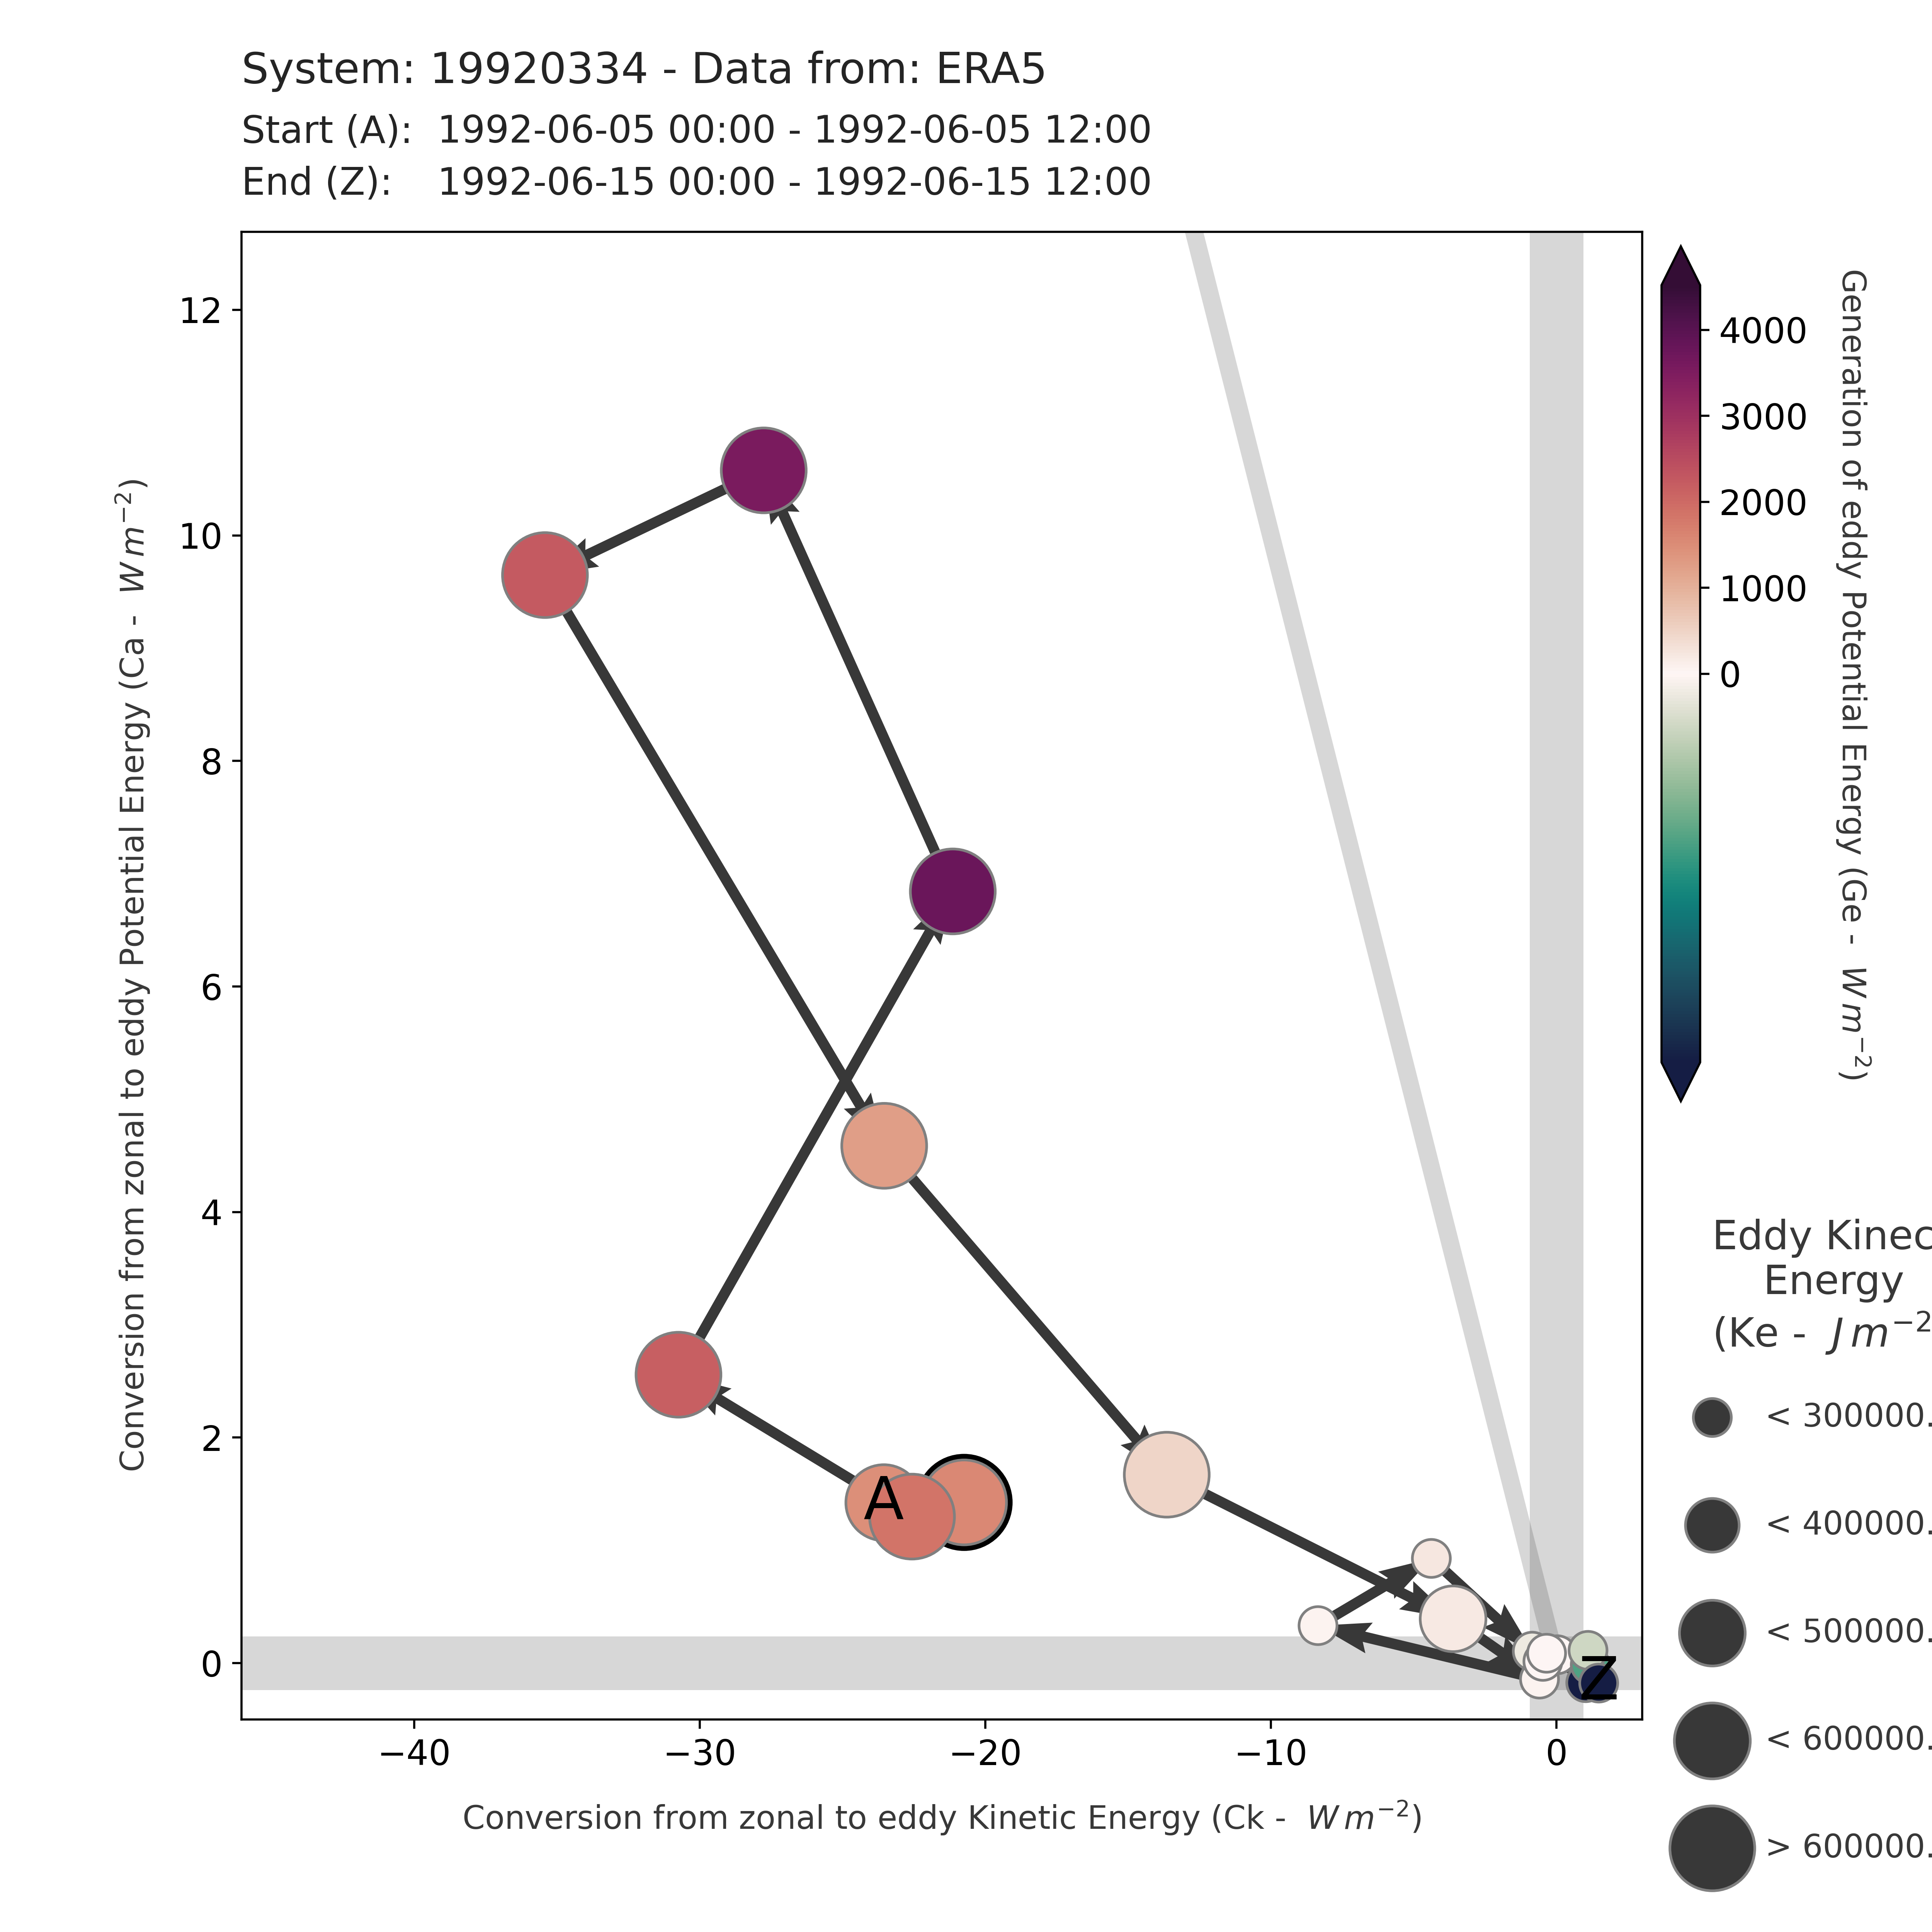 System: 19920334 - Data from: ERA5
Start (A): 1992-06-05 00:00 - 1992-06-05 12:00
End (Z): 1992-06-15 00:00 - 1992-06-15 12:00
12
10
8
6
4
2
0
Conversion from zonal to eddy Potential Energy (Ca - W m⁻²)
A
Z
−40
−30
−20
−10
0
Conversion from zonal to eddy Kinetic Energy (Ck - W m⁻²)
4000
3000
2000
1000
0
Generation of eddy Potential Energy (Ge - W m⁻²)
Eddy Kinec
Energy
(Ke - J m⁻²
< 300000.
< 400000.
< 500000.
< 600000.
> 600000.